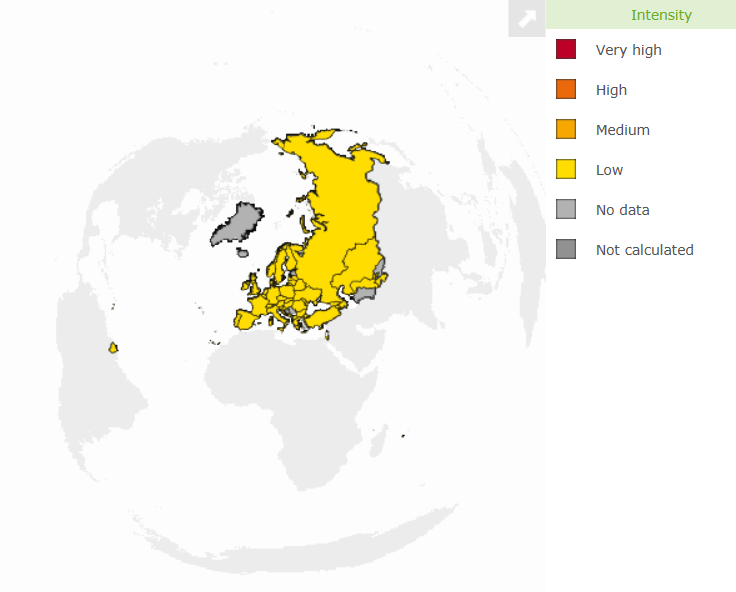 Intensity
Very high
High
Medium
Low
No data
Not calculated